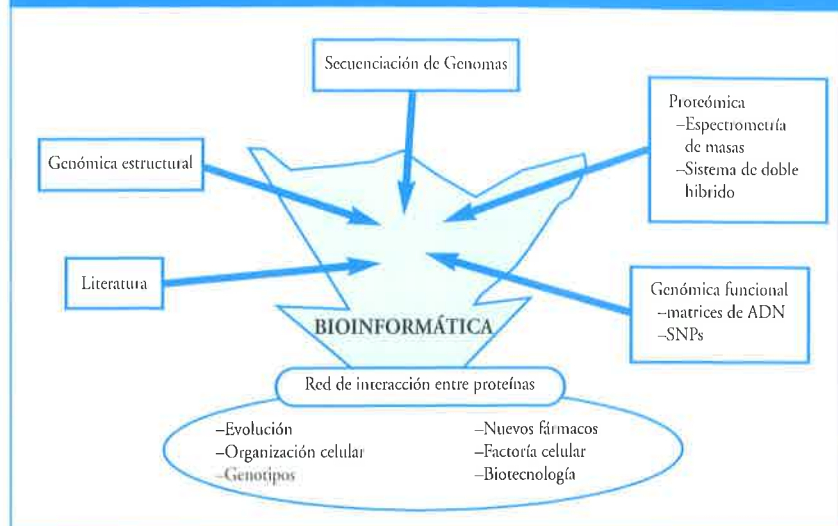 Secuenciación de Genomas
Proteómica
–Espectrometría
de masas
–Sistema de doble
híbrido
Genómica estructural
Literatura
Genómica funcional
–matrices de ADN
–SNPs
BIOINFORMÁTICA
Red de interacción entre proteínas
–Evolución
–Organización celular
–Genotipos
–Nuevos fármacos
–Factoría celular
–Biotecnología